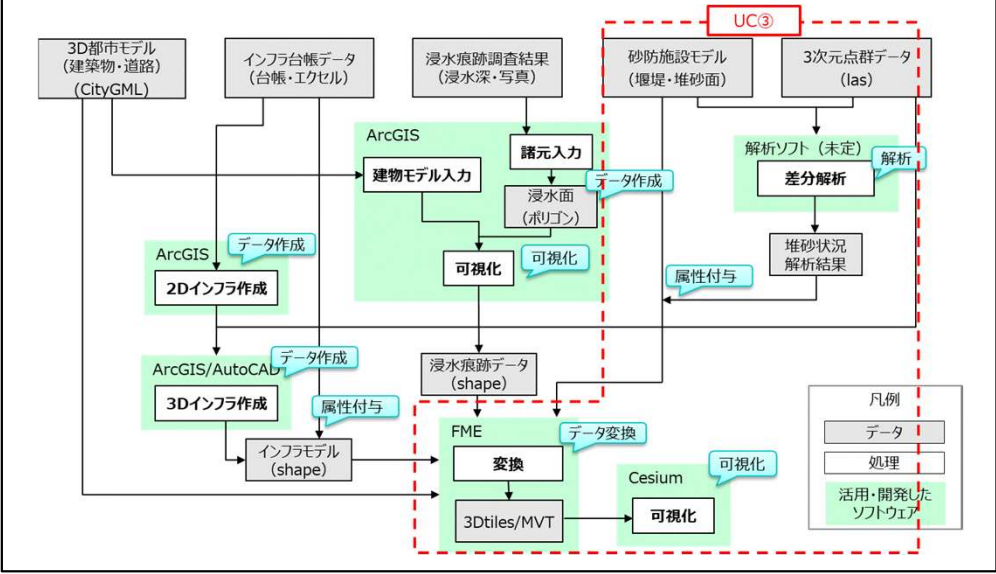 UC③
3D都市モデル
(建築物・道路)
(CityGML)
インフラ台帳データ
(台帳・エクセル)
浸水痕跡調査結果
(浸水深・写真)
砂防施設モデル
(堰堤・堆砂面)
3次元点群データ
(las)
ArcGIS
諸元入力
建物モデル入力
データ作成
浸水面
(ポリゴン)
可視化
可視化
解析ソフト(未定)
解析
差分解析
堆砂状況
解析結果
属性付与
ArcGIS
データ作成
2Dインフラ作成
ArcGIS/AutoCAD
データ作成
3Dインフラ作成
属性付与
インフラモデル
(shape)
浸水痕跡データ
(shape)
FME
データ変換
変換
3Dtiles/MVT
Cesium
可視化
可視化
凡例
データ
処理
活用・開発した
ソフトウェア